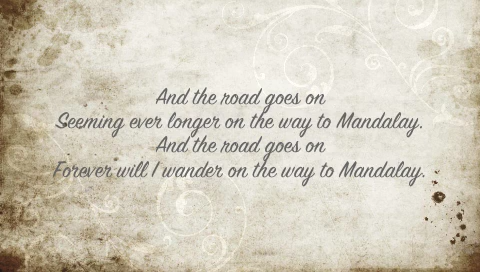 And the road goes on
Seeming ever longer on the way to Mandalay.
And the road goes on
Forever will I wander on the way to Mandalay.